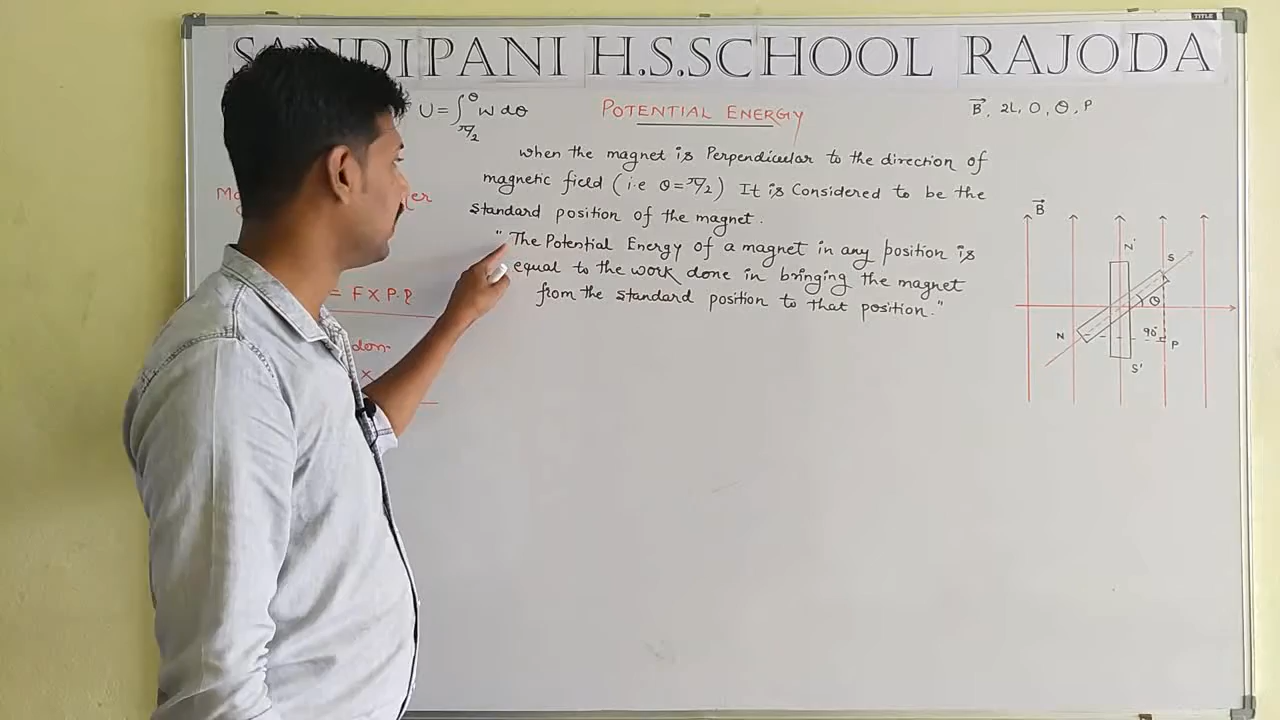 SANDIPANI H.S.SCHOOL RAJODA
U = ∫π/2 θ W dθ
POTENTIAL ENERGY
B⃗, 2L, O, θ, P
when the magnet is Perpendicular to the direction of
magnetic field (i.e θ=π/2) It is Considered to be the
standard position of the magnet.
"The Potential Energy of a magnet in any position is
equal to the work done in bringing the magnet
from the standard position to that position."
= F X P.P
don
X
B⃗
N'
S
θ
N
90°
P
S'